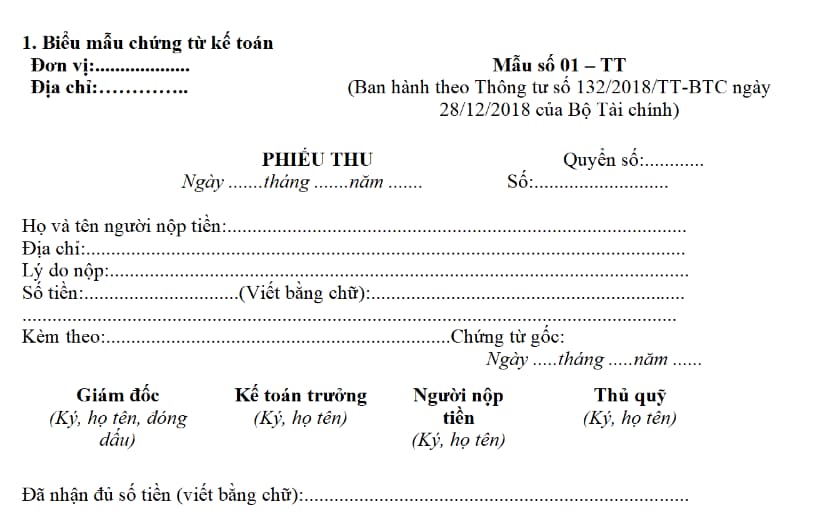 1. Biểu mẫu chứng từ kế toán
Đơn vị:...................
Mẫu số 01 – TT
Địa chỉ:…………...
(Ban hành theo Thông tư số 132/2018/TT-BTC ngày
28/12/2018 của Bộ Tài chính)
PHIẾU THU
Quyển số:............
Ngày .......tháng .......năm .......
Số:...........................
Họ và tên người nộp tiền:............................................................................................
Địa chỉ:........................................................................................................................
Lý do nộp:....................................................................................................................
Số tiền:...............................(Viết bằng chữ):...............................................................
...................................................................................................................................
Kèm theo:.....................................................................Chứng từ gốc:
Ngày .....tháng .....năm ......
Giám đốc Kế toán trưởng Người nộp Thủ quỹ
(Ký, họ tên, đóng (Ký, họ tên) tiền (Ký, họ tên)
dấu) (Ký, họ tên)
Đã nhận đủ số tiền (viết bằng chữ):.............................................................................